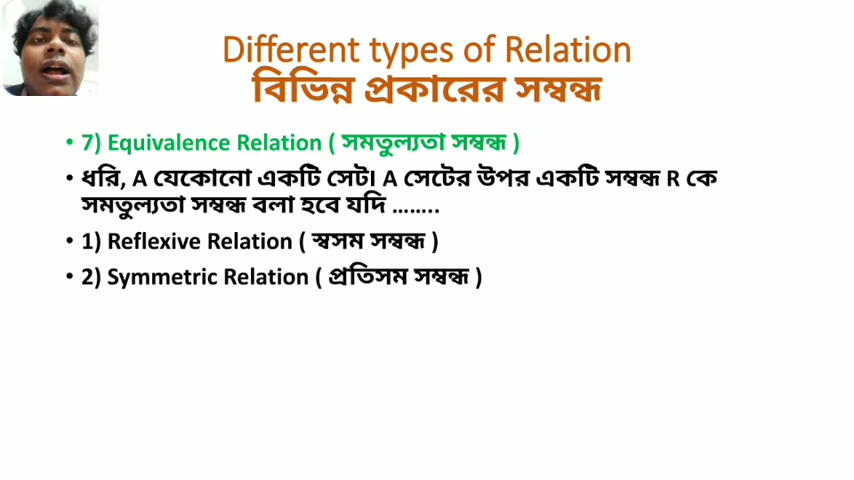 Different types of Relation
বিভিন্ন প্রকারের সম্বন্ধ
• 7) Equivalence Relation ( সমতুল্যতা সম্বন্ধ )
• ধরি, A যেকোনো একটি সেট। A সেটের উপর একটি সম্বন্ধ R কে
সমতুল্যতা সম্বন্ধ বলা হবে যদি ……..
• 1) Reflexive Relation ( স্বসম সম্বন্ধ )
• 2) Symmetric Relation ( প্রতিসম সম্বন্ধ )